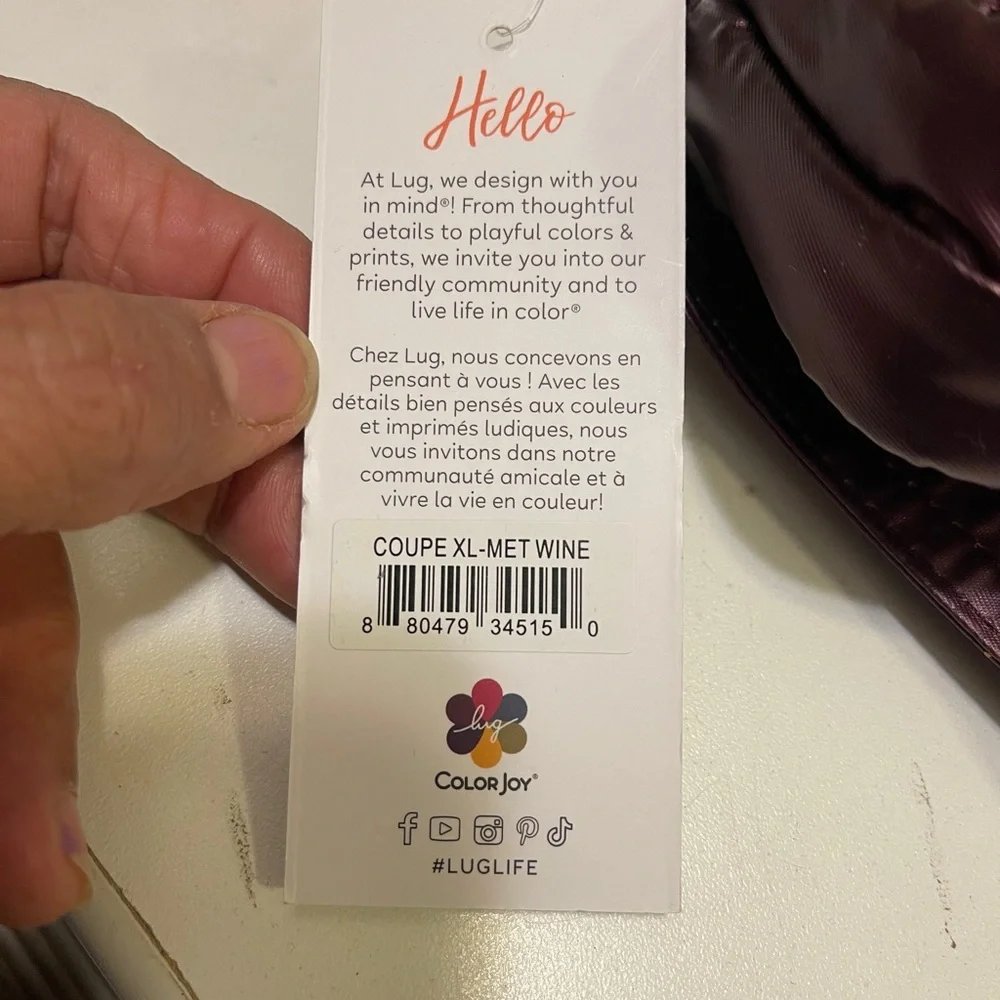 Hello
At Lug, we design with you
in mind®! From thoughtful
details to playful colors &
prints, we invite you into our
friendly community and to
live life in color®
Chez Lug, nous concevons en
pensant à vous ! Avec les
détails bien pensés aux couleurs
et imprimés ludiques, nous
vous invitons dans notre
communauté amicale et à
vivre la vie en couleur!
COUPE XL-MET WINE
8 80479 34515 0
lug
COLORJOY®
#LUGLIFE